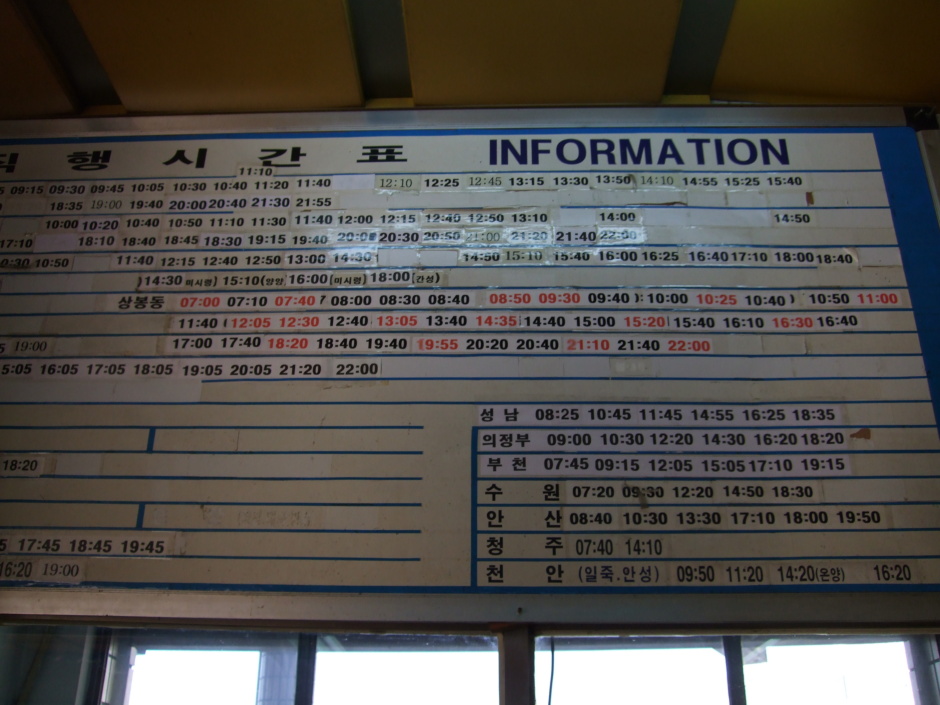 직 행 시 간 표 INFORMATION
11:10
09:15 09:30 09:45 10:05 10:30 10:40 11:20 11:40 12:10 12:25 12:45 13:15 13:30 13:50 14:10 14:55 15:25 15:40
18:35 19:00 19:40 20:00 20:40 21:30 21:55
10:00 10:20 10:40 10:50 11:10 11:30 11:40 12:00 12:15 12:40 12:50 13:10 14:00 14:50
17:10 18:10 18:40 18:45 18:30 19:15 19:40 20:00 20:30 20:50 21:00 21:20 21:40 22:00
10:50 11:40 12:15 12:40 12:50 13:00 14:30 14:50 15:10 15:40 16:00 16:25 16:40 17:10 18:00 18:40
14:30(미시령) 15:10(양양) 16:00(미시령) 18:00(간성)
상봉동 07:00 07:10 07:40 08:00 08:30 08:40 08:50 09:30 09:40 10:00 10:25 10:40 10:50 11:00
11:40 12:05 12:30 12:40 13:05 13:40 14:35 14:40 15:00 15:20 15:40 16:10 16:30 16:40
19:00 17:00 17:40 18:20 18:40 19:40 19:55 20:20 20:40 21:10 21:40 22:00
16:05 17:05 18:05 19:05 20:05 21:20 22:00
성 남 08:25 10:45 11:45 14:55 16:25 18:35
의정부 09:00 10:30 12:20 14:30 16:20 18:20
18:20 부 천 07:45 09:15 12:05 15:05 17:10 19:15
수 원 07:20 09:30 12:20 14:50 18:30
안 산 08:40 10:30 13:30 17:10 18:00 19:50
17:45 18:45 19:45 청 주 07:40 14:10
16:20 19:00 천 안 (일죽.안성) 09:50 11:20 14:20(온양) 16:20